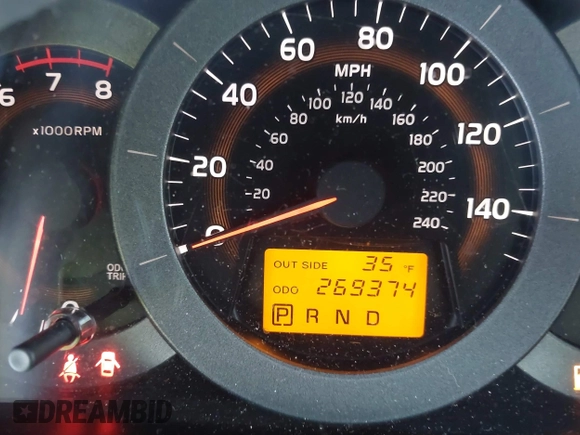 6 7 8
x1000RPM
0 20 40 60 80 100 120 140
MPH
20 40 60 80 100 120 140 160 180 200 220 240
km/h
OUT SIDE 35 °F
ODO 269374
P R N D
DREAMBID